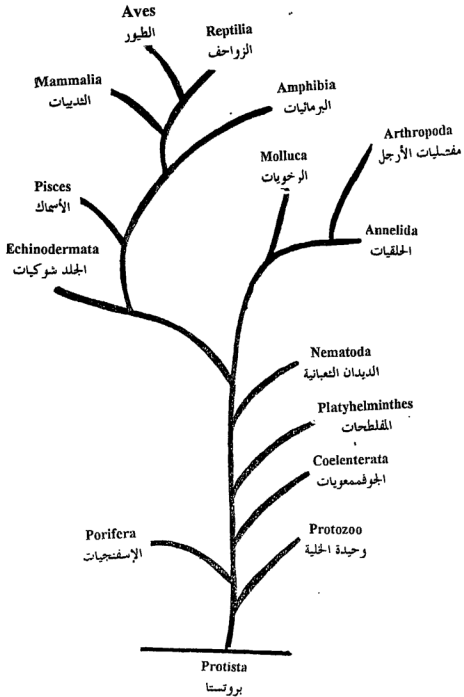 Aves
الطيور
Reptilia
الزواحف
Mammalia
الثدييات
Amphibia
البرمائيات
Arthropoda
مفصليات الأرجل
Molluca
الرخويات
Pisces
الأسماك
Annelida
الحلقيات
Echinodermata
الجلد شوكيات
Nematoda
الديدان الثعبانية
Platyhelminthes
المفلطحات
Coelenterata
الجوفمعويات
Porifera
الإسفنجيات
Protozoo
وحيدة الخلية
Protista
بروتستا